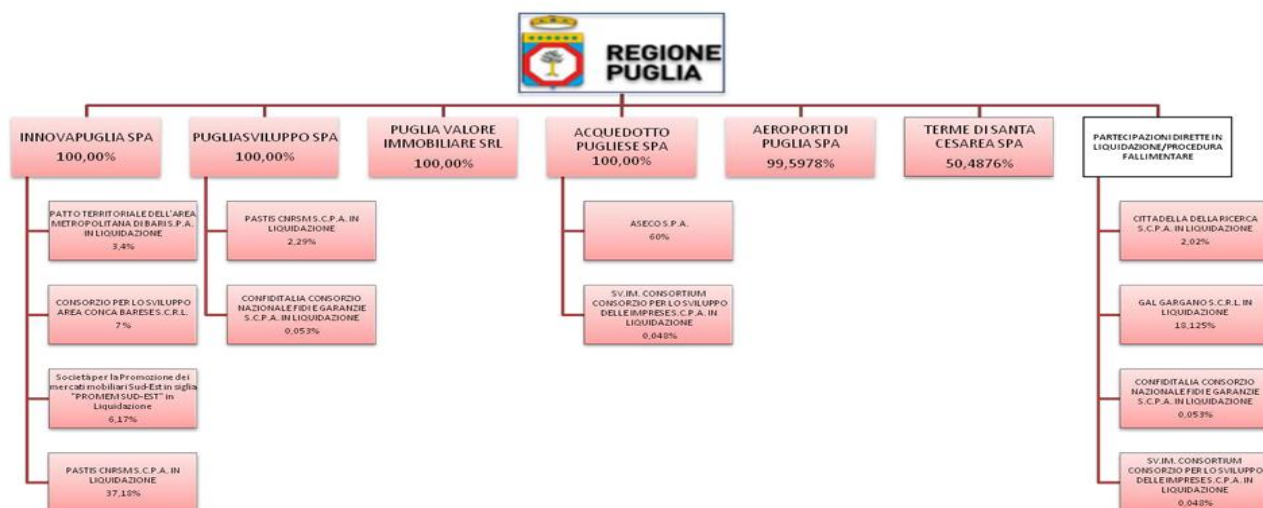 REGIONE
PUGLIA
INNOVAPUGLIA SPA
100,00%
PUGLIASVILUPPO SPA
100,00%
PUGLIA VALORE
IMMOBILIARE SRL
100,00%
ACQUEDOTTO
PUGLIESE SPA
100,00%
AEROPORTI DI
PUGLIA SPA
99,5978%
TERME DI SANTA
CESAREA SPA
50,4876%
PARTECIPAZIONI DIRETTE IN
LIQUIDAZIONE/PROCEDURA
FALLIMENTARE
PATTO TERRITORIALE DELL'AREA
METROPOLITANA DI BARI S.P.A.
IN LIQUIDAZIONE
3,4%
CONSORZIO PER LO SVILUPPO
AREA CONCA BARESE S.C.R.L.
7%
Società per la Promozione dei
mercati mobiliari Sud-Est in siglia
"PROMEM SUD-EST" in
Liquidazione
6,17%
PASTIS CNRSM S.C.P.A. IN
LIQUIDAZIONE
37,18%
PASTIS CNRSM S.C.P.A. IN
LIQUIDAZIONE
2,29%
CONFIDITALIA CONSORZIO
NAZIONALE FIDI E GARANZIE
S.C.P.A. IN LIQUIDAZIONE
0,053%
ASECO S.P.A.
60%
SV.IM. CONSORTIUM
CONSORZIO PER LO SVILUPPO
DELLE IMPRESE S.C.P.A. IN
LIQUIDAZIONE
0,048%
CITTADELLA DELLA RICERCA
S.C.P.A. IN LIQUIDAZIONE
2,02%
GAL GARGANO S.C.R.L. IN
LIQUIDAZIONE
18,125%
CONFIDITALIA CONSORZIO
NAZIONALE FIDI E GARANZIE
S.C.P.A. IN LIQUIDAZIONE
0,053%
SV.IM. CONSORTIUM
CONSORZIO PER LO SVILUPPO
DELLE IMPRESE S.C.P.A. IN
LIQUIDAZIONE
0,048%